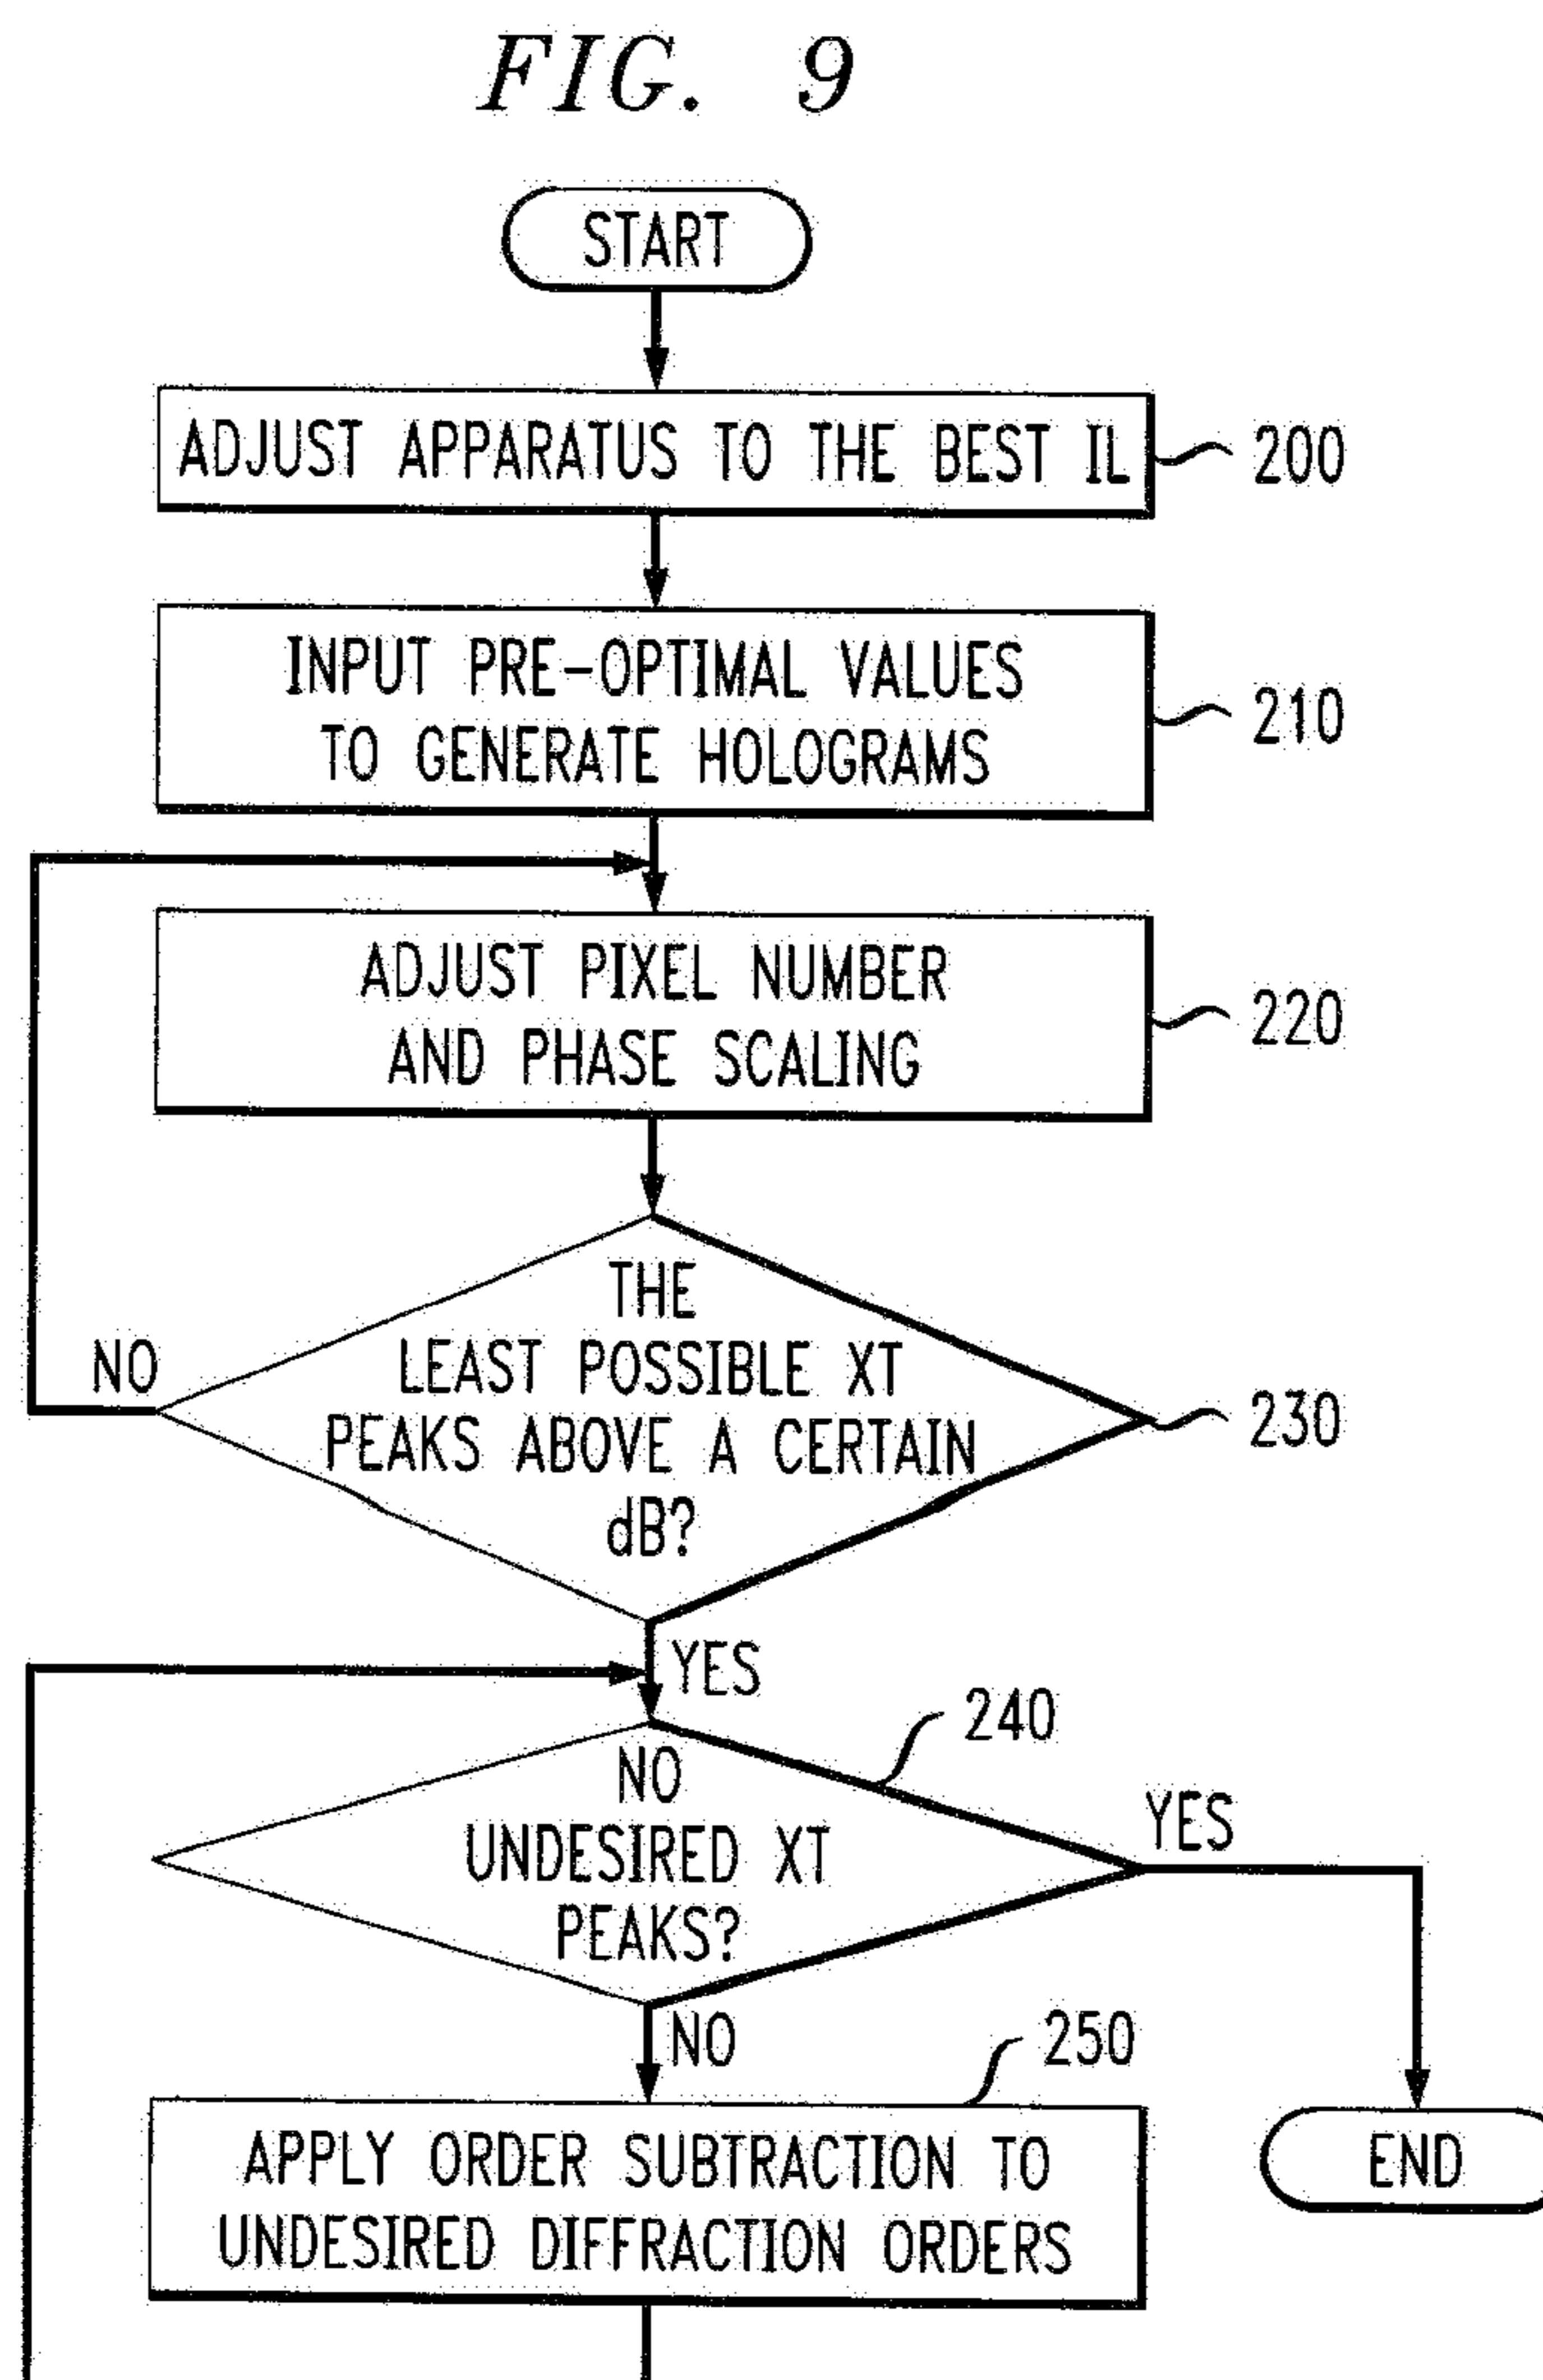 FIG. 9
START
ADJUST APPARATUS TO THE BEST IL
200
INPUT PRE-OPTIMAL VALUES
TO GENERATE HOLOGRAMS
210
ADJUST PIXEL NUMBER
AND PHASE SCALING
220
THE
LEAST POSSIBLE XT
PEAKS ABOVE A CERTAIN
dB?
NO
230
YES
240
NO
UNDESIRED XT
PEAKS?
YES
NO
250
APPLY ORDER SUBTRACTION TO
UNDESIRED DIFFRACTION ORDERS
END